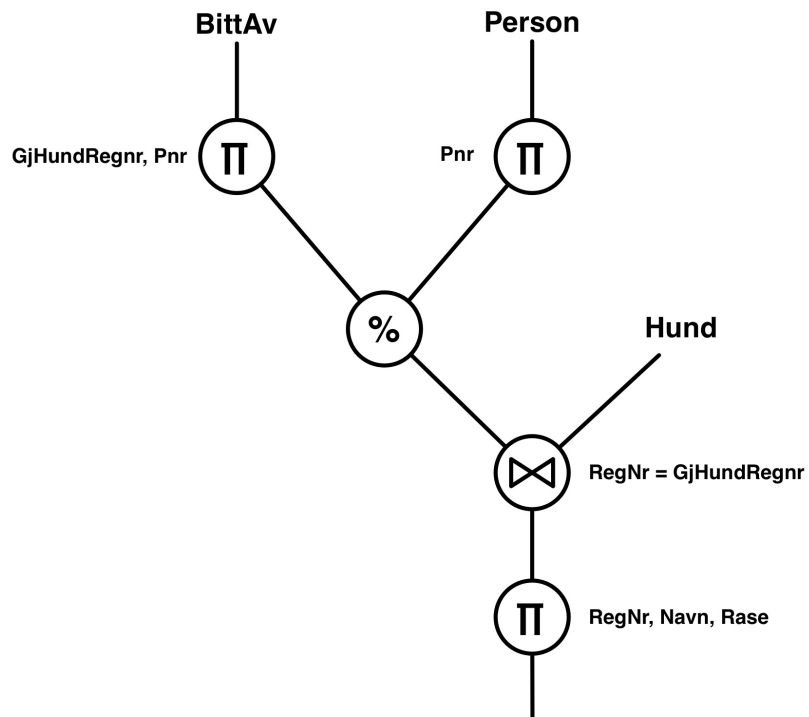 BittAv
Person
GjHundRegnr, Pnr
π
Pnr
π
%
Hund
⋈
RegNr = GjHundRegnr
π
RegNr, Navn, Rase